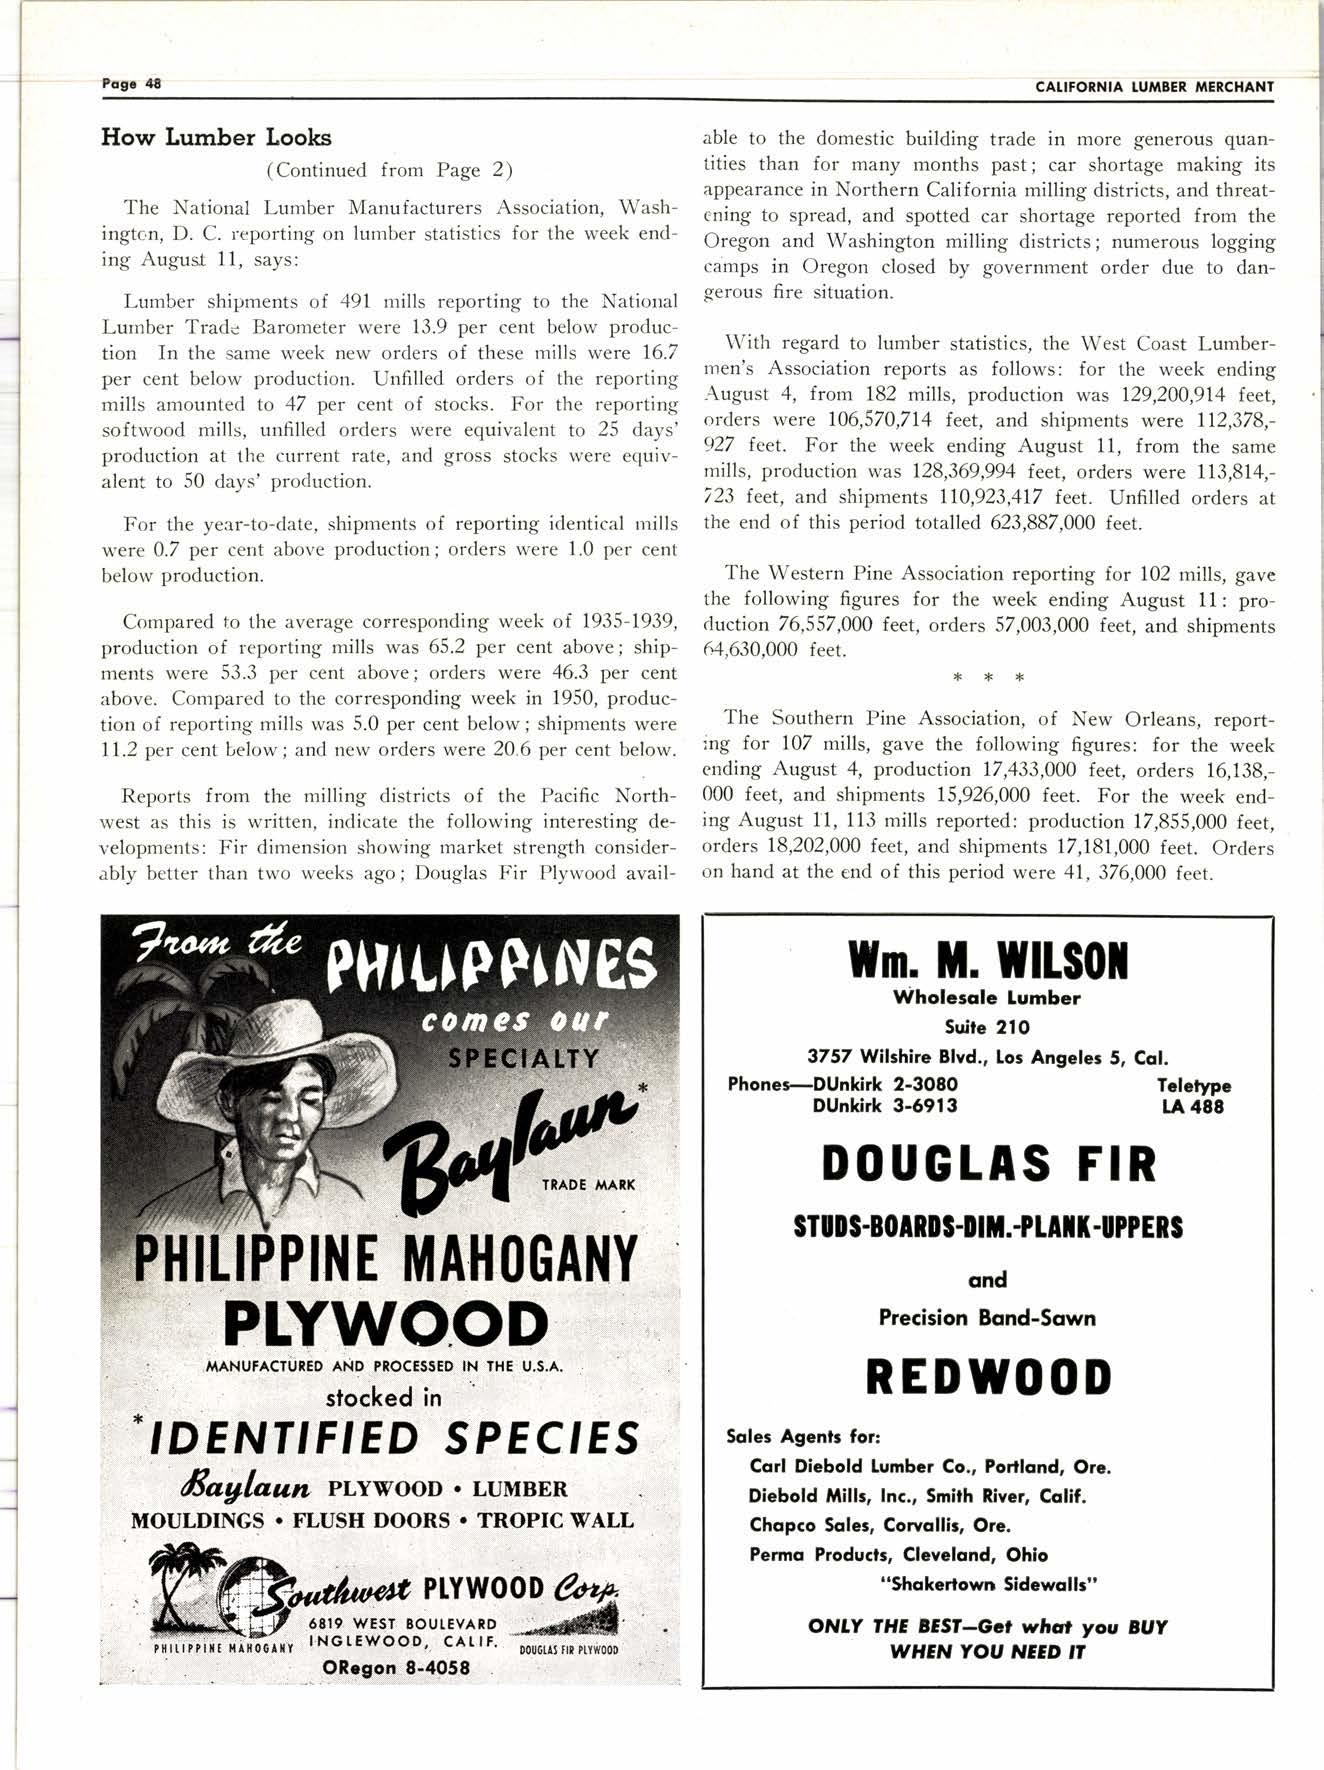 Page 48
CALIFORNIA LUMBER MERCHANT
How Lumber Looks
(Continued from Page 2)
The National Lumber Manufacturers Association, Wash-
ington, D. C. reporting on lumber statistics for the week end-
ing August 11, says:
Lumber shipments of 491 mills reporting to the National
Lumber Trade Barometer were 13.9 per cent below produc-
tion In the same week new orders of these mills were 16.7
per cent below production. Unfilled orders of the reporting
mills amounted to 47 per cent of stocks. For the reporting
softwood mills, unfilled orders were equivalent to 25 days'
production at the current rate, and gross stocks were equiv-
alent to 50 days' production.
For the year-to-date, shipments of reporting identical mills
were 0.7 per cent above production; orders were 1.0 per cent
below production.
Compared to the average corresponding week of 1935-1939,
production of reporting mills was 65.2 per cent above; ship-
ments were 53.3 per cent above; orders were 46.3 per cent
above. Compared to the corresponding week in 1950, produc-
tion of reporting mills was 5.0 per cent below; shipments were
11.2 per cent below; and new orders were 20.6 per cent below.
Reports from the milling districts of the Pacific North-
west as this is written, indicate the following interesting de-
velopments: Fir dimension showing market strength consider-
ably better than two weeks ago; Douglas Fir Plywood avail-
able to the domestic building trade in more generous quan-
tities than for many months past; car shortage making its
appearance in Northern California milling districts, and threat-
ening to spread, and spotted car shortage reported from the
Oregon and Washington milling districts; numerous logging
camps in Oregon closed by government order due to dan-
gerous fire situation.
With regard to lumber statistics, the West Coast Lumber-
men's Association reports as follows: for the week ending
August 4, from 182 mills, production was 129,200,914 feet,
orders were 106,570,714 feet, and shipments were 112,378,-
927 feet. For the week ending August 11, from the same
mills, production was 128,369,994 feet, orders were 113,814,-
723 feet, and shipments 110,923,417 feet. Unfilled orders at
the end of this period totalled 623,887,000 feet.
The Western Pine Association reporting for 102 mills, gave
the following figures for the week ending August 11: pro-
duction 76,557,000 feet, orders 57,003,000 feet, and shipments
64,630,000 feet.
* * *
The Southern Pine Association, of New Orleans, report-
ing for 107 mills, gave the following figures: for the week
ending August 4, production 17,433,000 feet, orders 16,138,-
000 feet, and shipments 15,926,000 feet. For the week end-
ing August 11, 113 mills reported: production 17,855,000 feet,
orders 18,202,000 feet, and shipments 17,181,000 feet. Orders
on hand at the end of this period were 41, 376,000 feet.
From the
PHILIPPINES
comes our
SPECIALTY
Baylaun*
TRADE MARK
PHILIPPINE MAHOGANY
PLYWOOD
MANUFACTURED AND PROCESSED IN THE U.S.A.
stocked in
*IDENTIFIED SPECIES
Baylaun PLYWOOD • LUMBER
MOULDINGS • FLUSH DOORS • TROPIC WALL
Southwest PLYWOOD Corp.
6819 WEST BOULEVARD
INGLEWOOD, CALIF.
PHILIPPINE MAHOGANY
DOUGLAS FIR PLYWOOD
ORegon 8-4058
Wm. M. WILSON
Wholesale Lumber
Suite 210
3757 Wilshire Blvd., Los Angeles 5, Cal.
Phones—DUnkirk 2-3080 Teletype
DUnkirk 3-6913 LA 488
DOUGLAS FIR
STUDS-BOARDS-DIM.-PLANK-UPPERS
and
Precision Band-Sawn
REDWOOD
Sales Agents for:
Carl Diebold Lumber Co., Portland, Ore.
Diebold Mills, Inc., Smith River, Calif.
Chapco Sales, Corvallis, Ore.
Perma Products, Cleveland, Ohio
"Shakertown Sidewalls"
ONLY THE BEST—Get what you BUY
WHEN YOU NEED IT